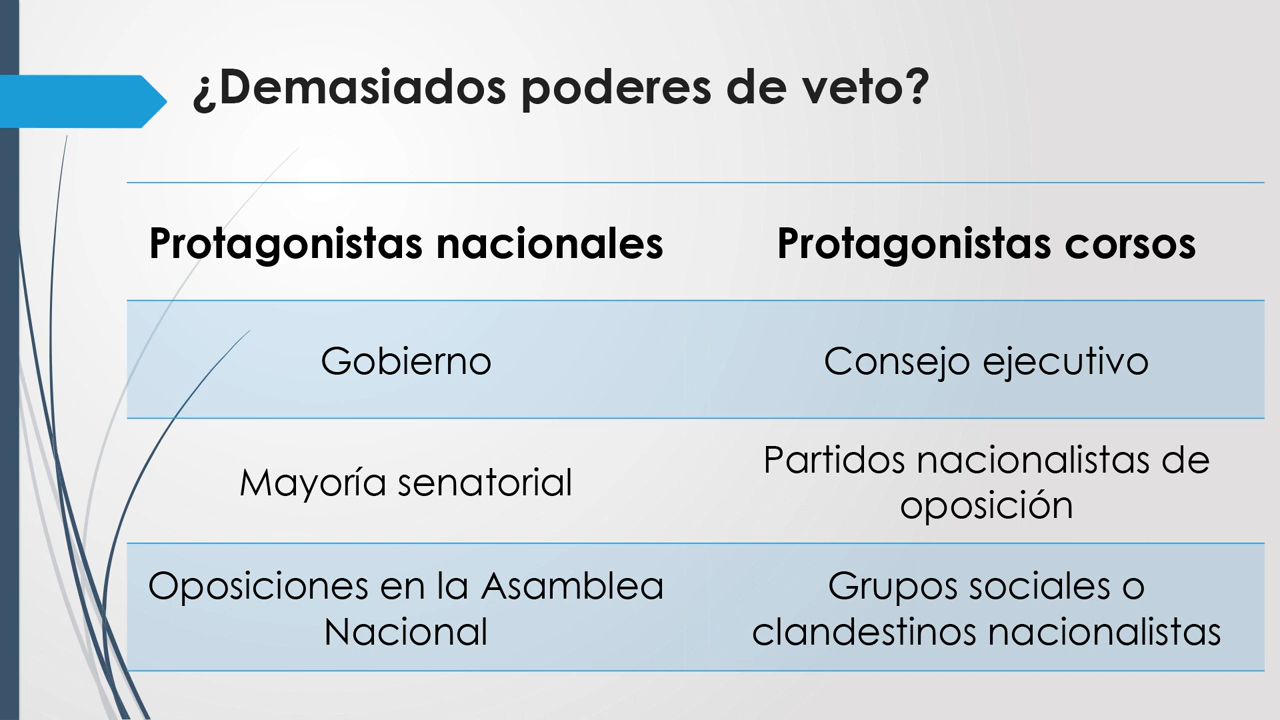 ¿Demasiados poderes de veto?
Protagonistas nacionales
Protagonistas corsos
Gobierno
Consejo ejecutivo
Mayoría senatorial
Partidos nacionalistas de
oposición
Oposiciones en la Asamblea
Nacional
Grupos sociales o
clandestinos nacionalistas